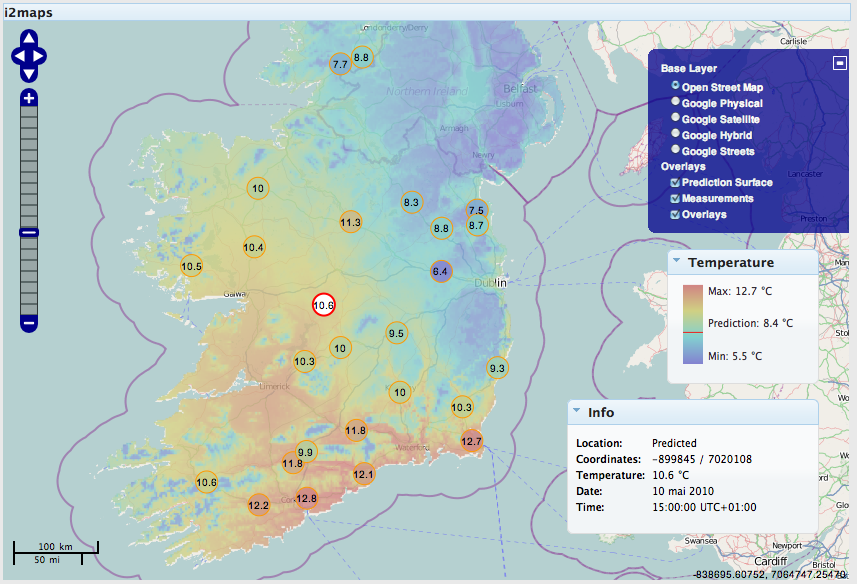 i2maps
Londonderry/Derry
Carlisle
8.8
7.7
Base Layer
Open Street Map
Google Physical
Google Satellite
Google Hybrid
Google Streets
Overlays
Prediction Surface
Measurements
Overlays
Northern Ireland
Belfast
Lisburn
Armagh
Newry
Lancaster
Preston
10
8.3
7.5
11.3
8.8
8.7
10.4
10.5
6.4
Dublin
Galway
10.6
Temperature
Max: 12.7 °C
Prediction: 8.4 °C
Min: 5.5 °C
9.5
10
10.3
9.3
Limerick
10
10.3
11.8
12.7
Waterford
9.9
11.8
12.1
10.6
12.8
12.2
Info
Location: Predicted
Coordinates: -899845 / 7020108
Temperature: 10.6 °C
Date: 10 mai 2010
Time: 15:00:00 UTC+01:00
100 km
50 mi
Swansea
Newport
Cardiff
Bristol
-838695.60752, 7064747.25479